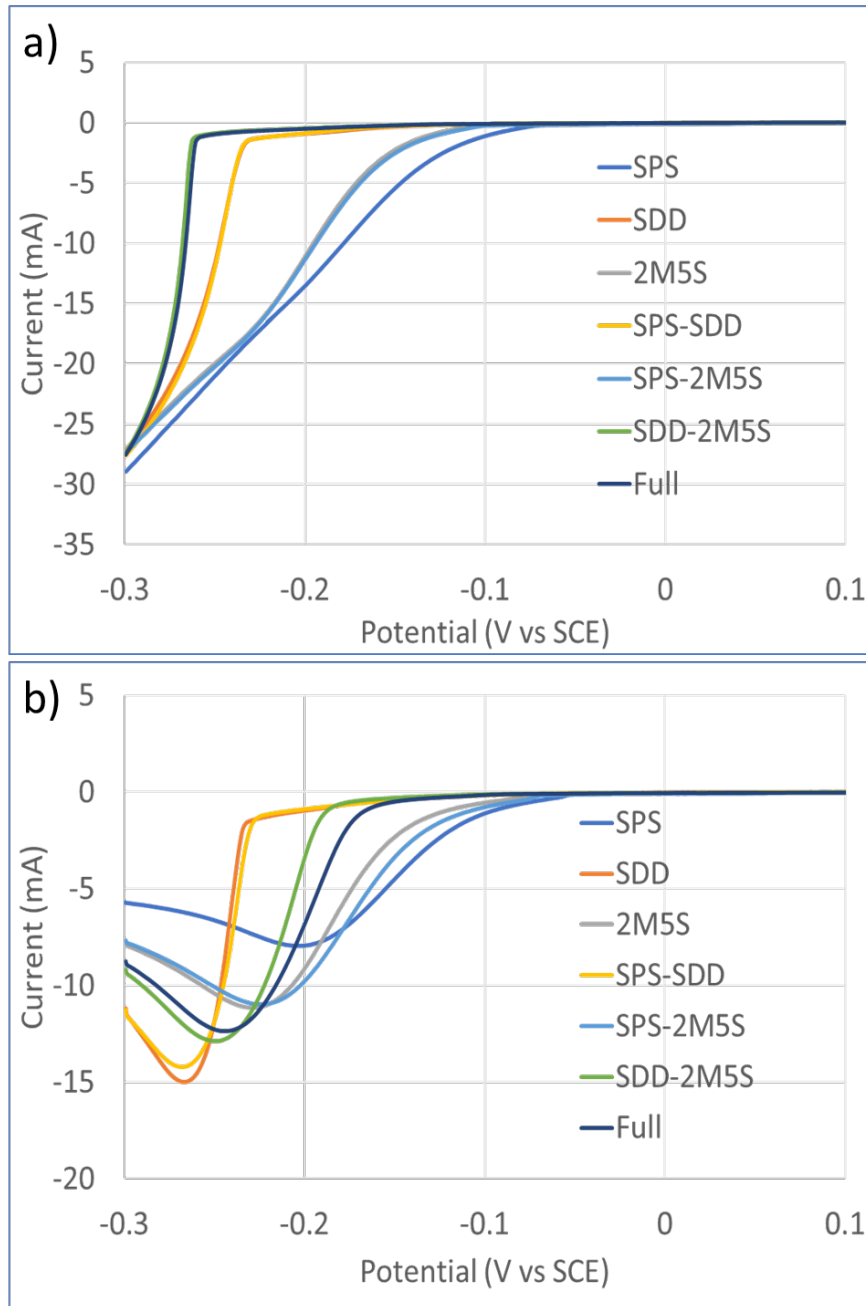 a)
5
0
-5
-10
-15
-20
-25
-30
-35
Current (mA)
SPS
SDD
2M5S
SPS-SDD
SPS-2M5S
SDD-2M5S
Full
-0.3 -0.2 -0.1 0 0.1
Potential (V vs SCE)
b)
5
0
-5
-10
-15
-20
Current (mA)
SPS
SDD
2M5S
SPS-SDD
SPS-2M5S
SDD-2M5S
Full
-0.3 -0.2 -0.1 0 0.1
Potential (V vs SCE)